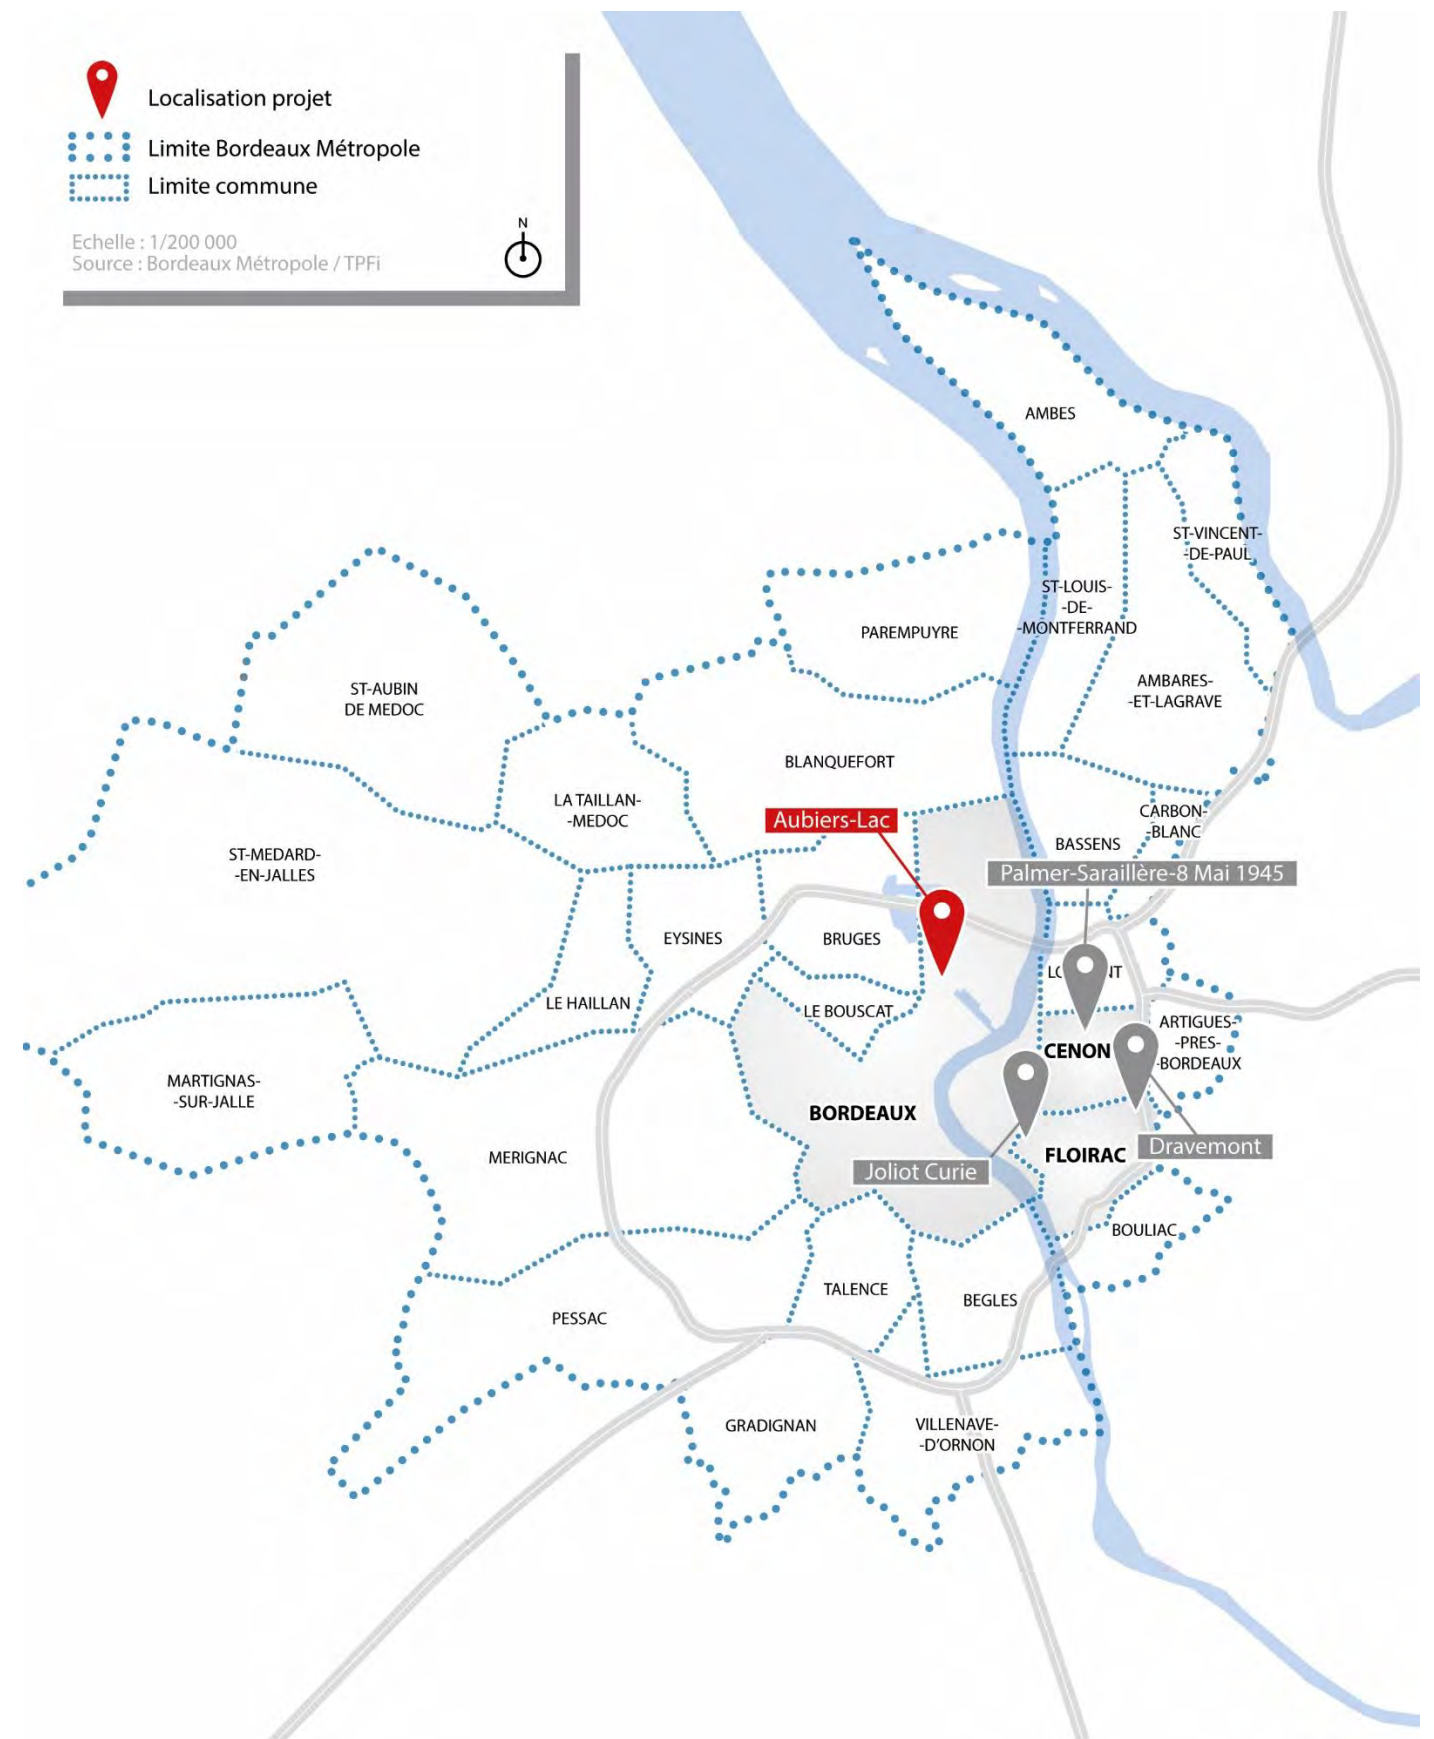 Localisation projet
Limite Bordeaux Métropole
Limite commune
Echelle : 1/200 000
Source : Bordeaux Métropole / TPFi
N
AMBES
ST-VINCENT-
-DE-PAUL
ST-LOUIS-
-DE-
-MONTFERRAND
PAREMPUYRE
AMBARES-
-ET-LAGRAVE
ST-AUBIN
DE MEDOC
BLANQUEFORT
LA TAILLAN-
-MEDOC
Aubiers-Lac
CARBON-
-BLANC
BASSENS
ST-MEDARD-
-EN-JALLES
Palmer-Saraillère-8 Mai 1945
EYSINES
BRUGES
LE HAILLAN
LE BOUSCAT
ARTIGUES-
-PRES-
-BORDEAUX
CENON
MARTIGNAS-
-SUR-JALLE
BORDEAUX
MERIGNAC
FLOIRAC
Dravemont
Joliot Curie
BOULIAC
TALENCE
BEGLES
PESSAC
GRADIGNAN
VILLENAVE-
-D'ORNON